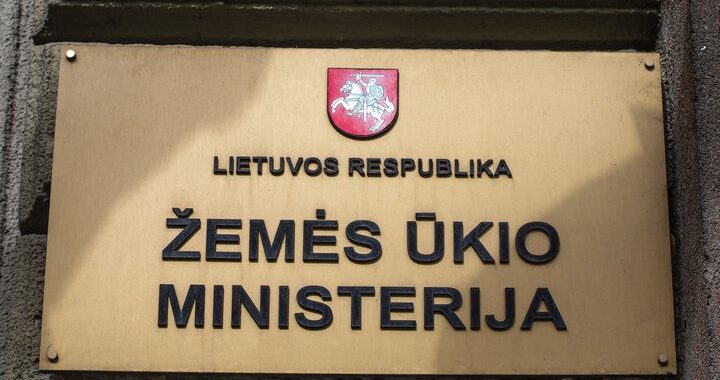 LIETUVOS RESPUBLIKA
ŽEMĖS ŪKIO
MINISTERIJA